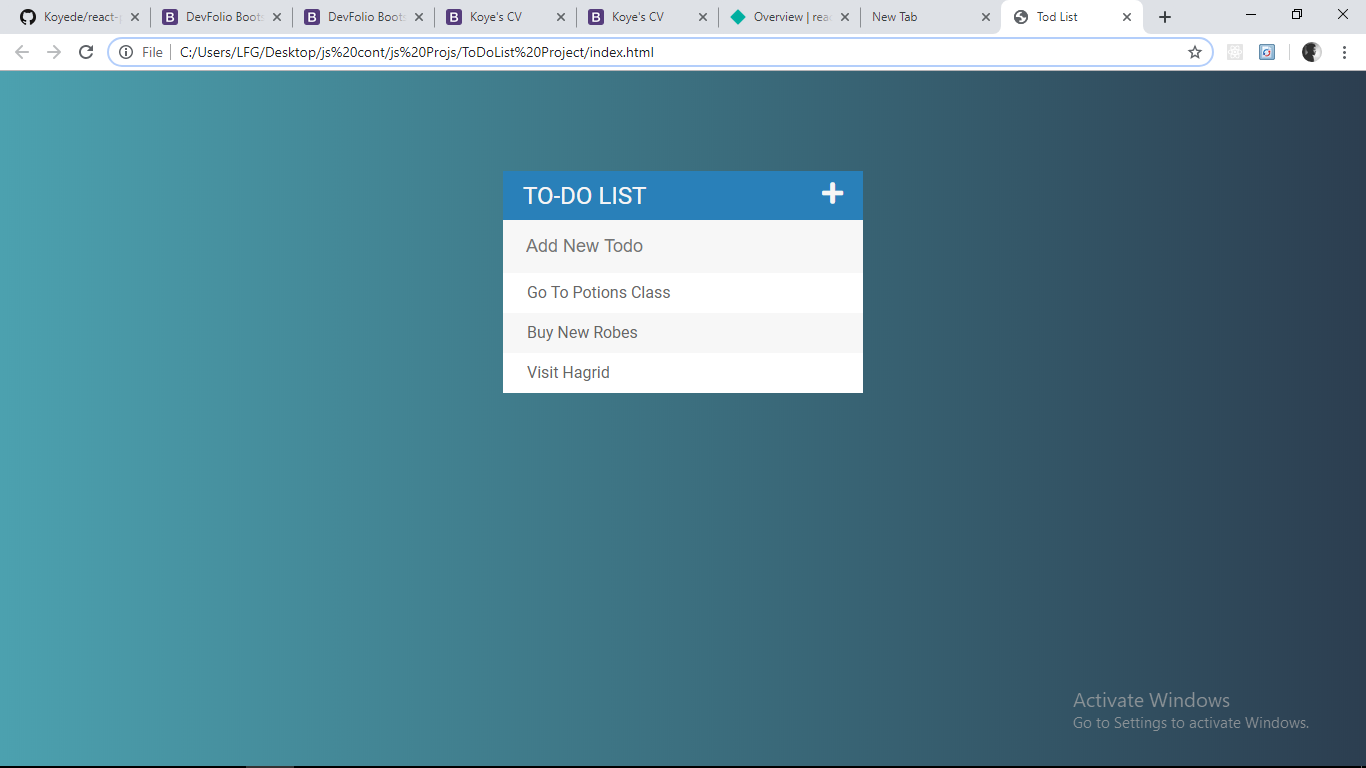 Koyede/react-p
DevFolio Boots
DevFolio Boots
Koye's CV
Koye's CV
Overview | rea
New Tab
Tod List
File
C:/Users/LFG/Desktop/js%20cont/js%20Projs/ToDoList%20Project/index.html
TO-DO LIST
Add New Todo
Go To Potions Class
Buy New Robes
Visit Hagrid
Activate Windows
Go to Settings to activate Windows.